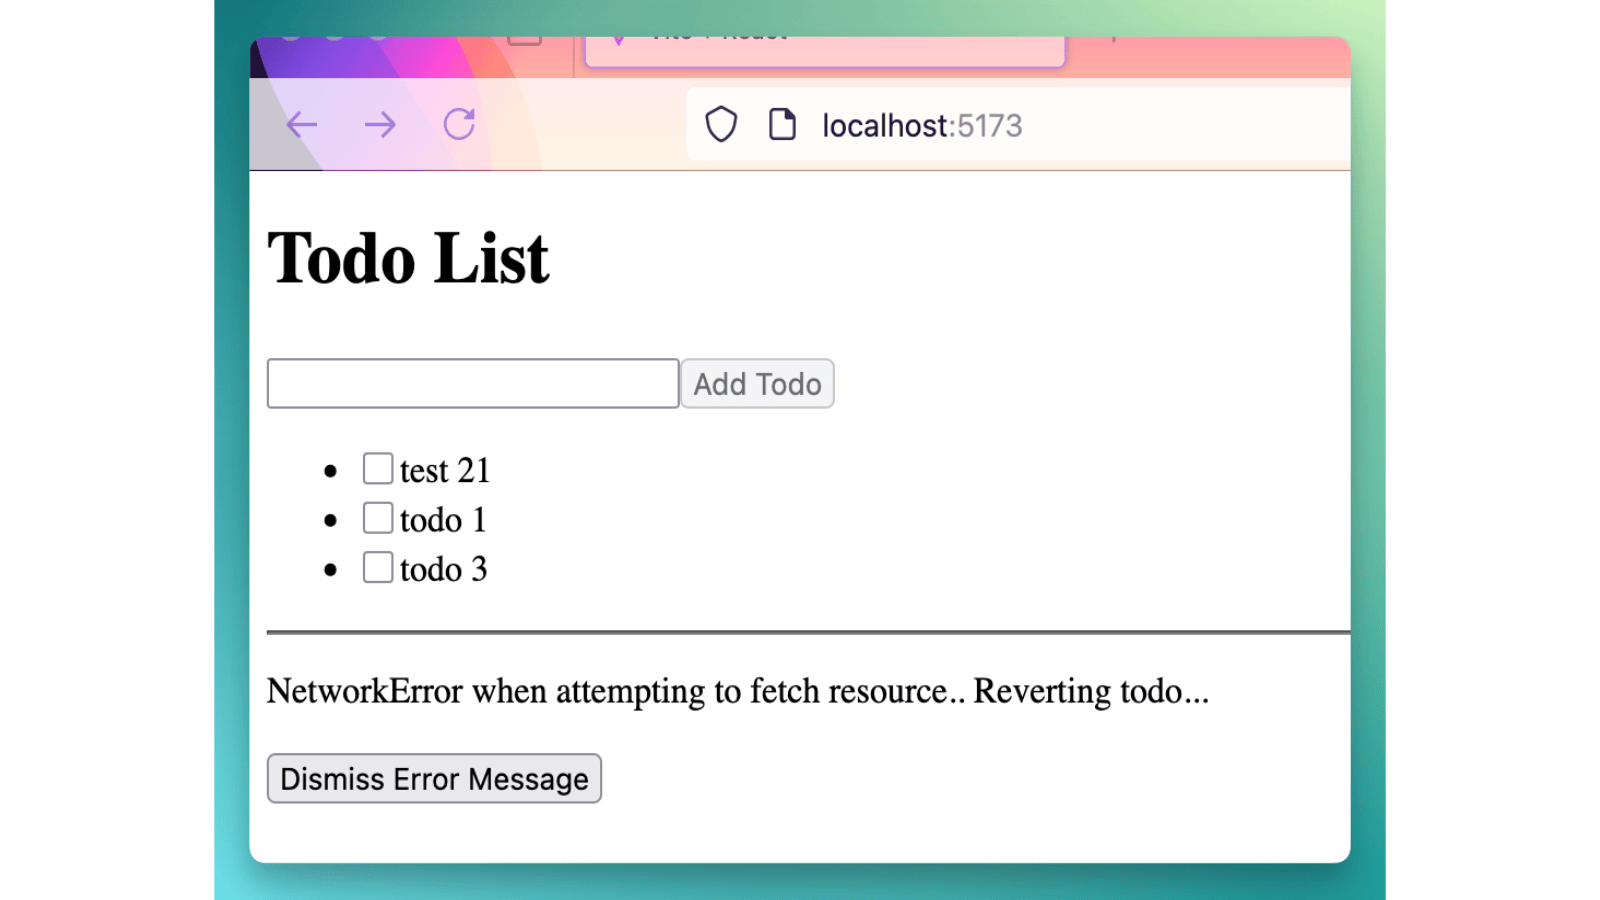 localhost:5173
Todo List
Add Todo
test 21
todo 1
todo 3
NetworkError when attempting to fetch resource.. Reverting todo...
Dismiss Error Message